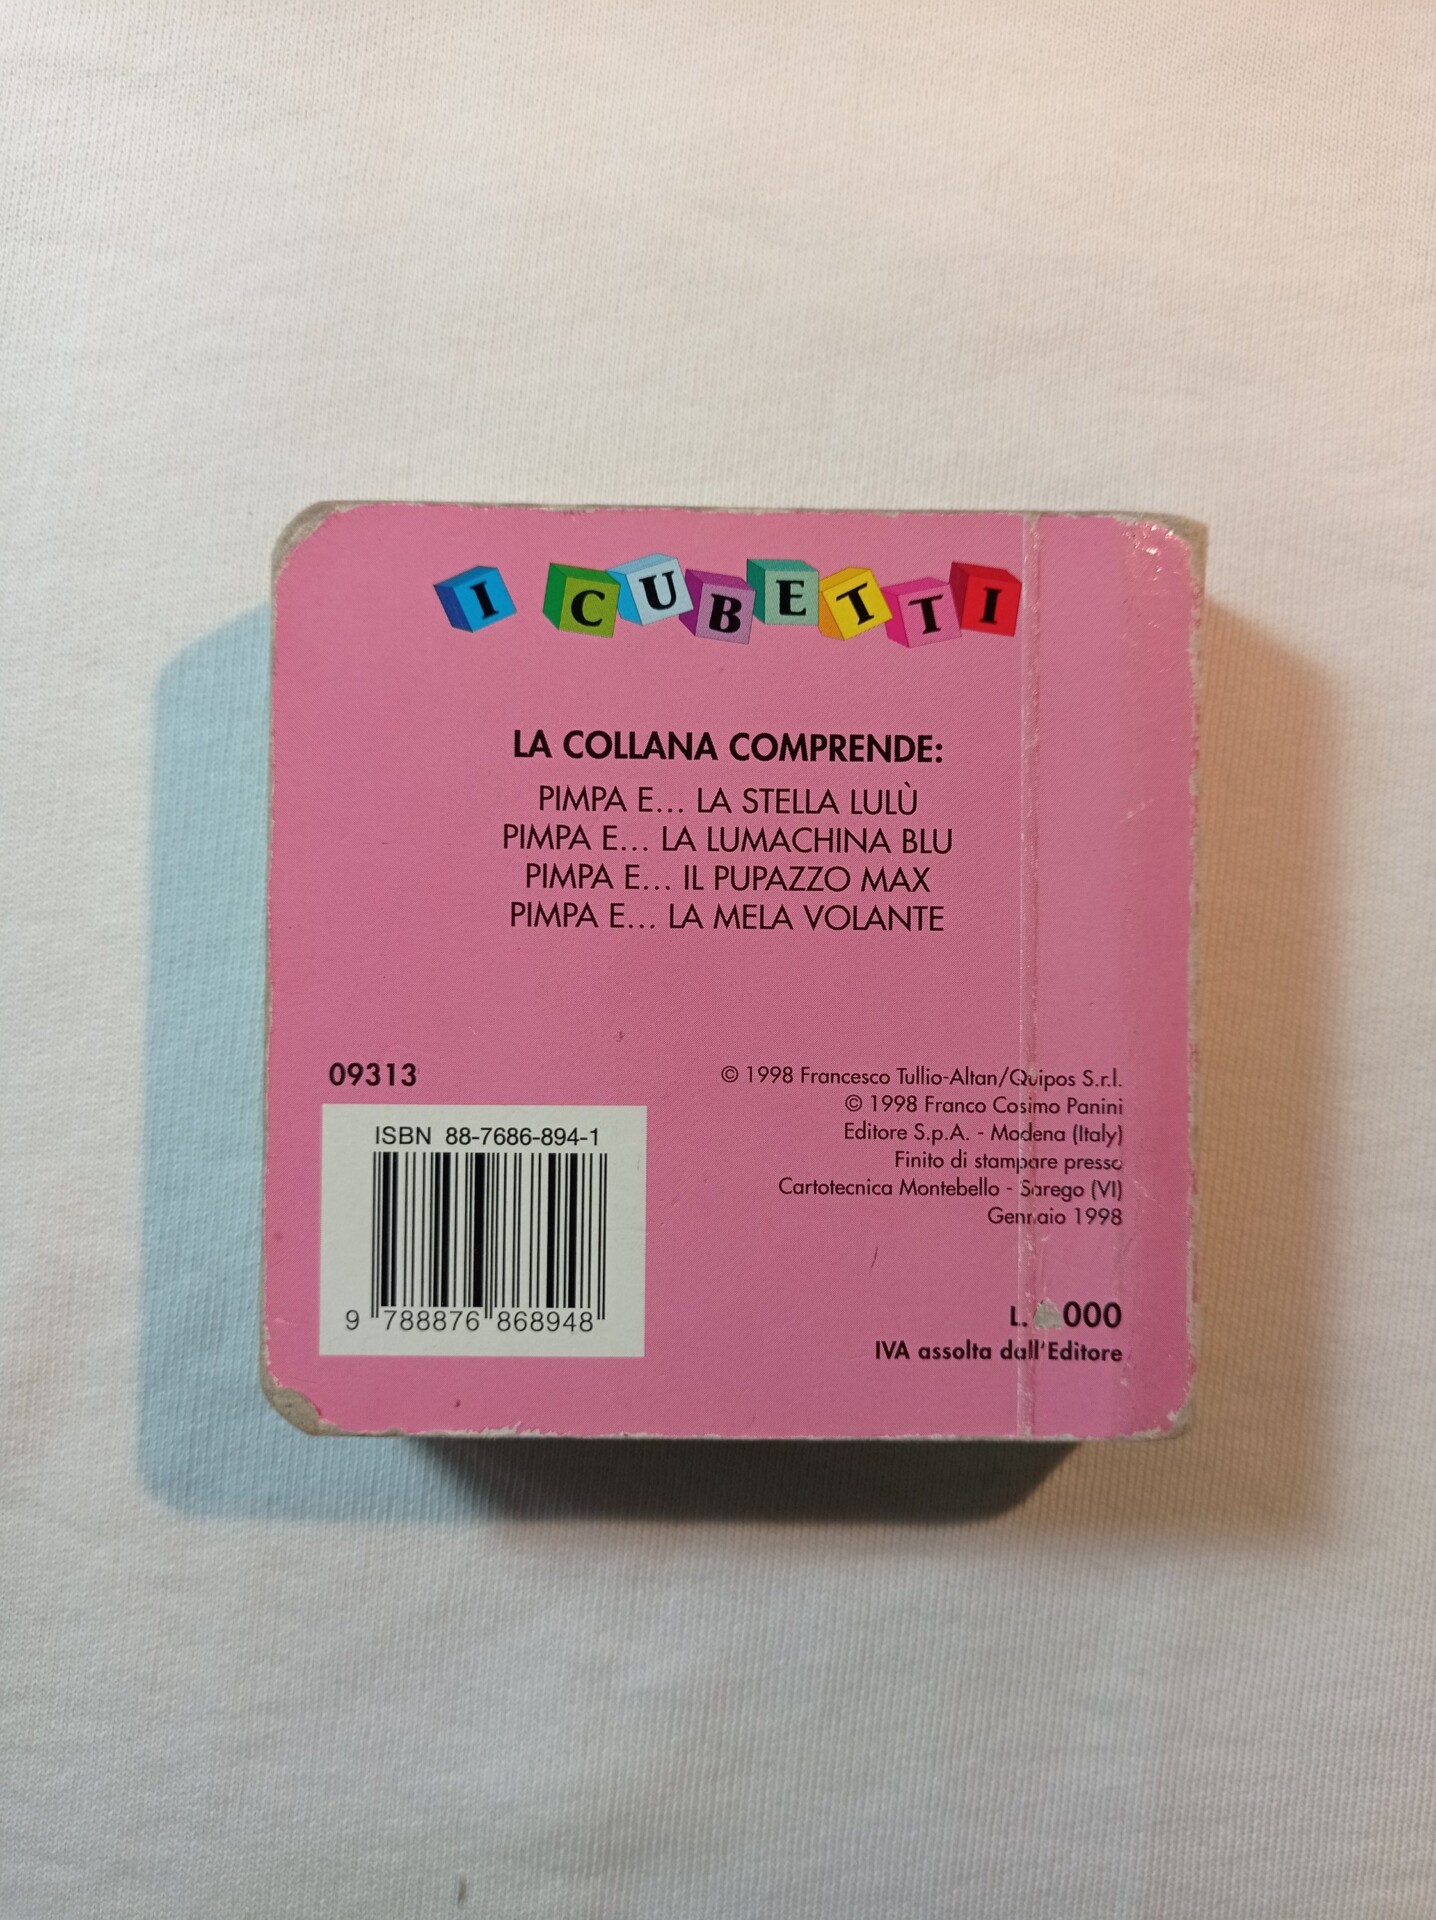 I CUBETTI
LA COLLANA COMPRENDE:
PIMPA E... LA STELLA LULÙ
PIMPA E... LA LUMACHINA BLU
PIMPA E... IL PUPAZZO MAX
PIMPA E... LA MELA VOLANTE
09313
ISBN 88-7686-894-1
9 788876 868948
© 1998 Francesco Tullio-Altan/Quipos S.r.l.
© 1998 Franco Cosimo Panini
Editore S.p.A. - Modena (Italy)
Finito di stampare presso
Cartotecnica Montebello - Sarego (VI)
Gennaio 1998
L. 000
IVA assolta dall'Editore